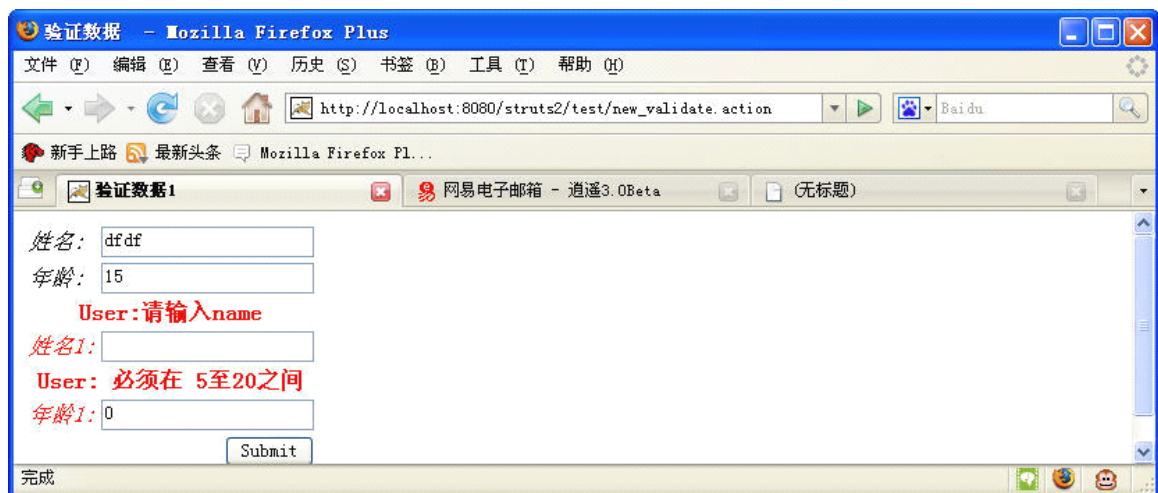 验证数据 - Mozilla Firefox Plus
文件 (F) 编辑 (E) 查看 (V) 历史 (S) 书签 (B) 工具 (T) 帮助 (H)
http://localhost:8080/struts2/test/new_validate.action Baidu
新手上路 最新头条 Mozilla Firefox Pl...
验证数据1 网易电子邮箱 - 逍遥3.0Beta (无标题)
姓名: dfdf
年龄: 15
User:请输入name
姓名1:
User: 必须在 5至20之间
年龄1: 0
Submit
完成